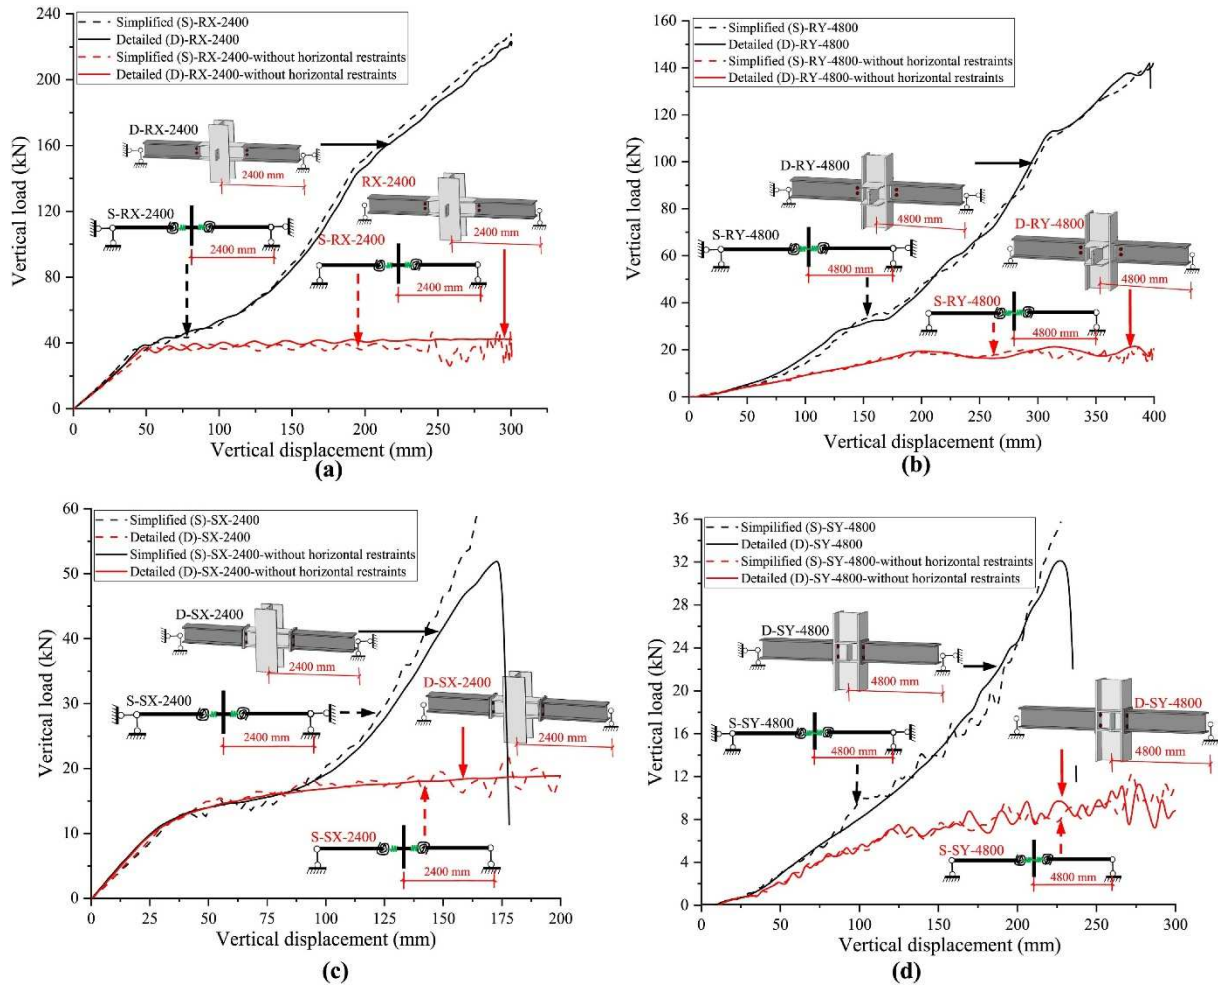 Simplified (S)-RX-2400
Detailed (D)-RX-2400
Simplified (S)-RX-2400-without horizontal restraints
Detailed (D)-RX-2400-without horizontal restraints
240
200
160
120
80
40
0
Vertical load (kN)
D-RX-2400
2400 mm
RX-2400
2400 mm
S-RX-2400
2400 mm
S-RX-2400
2400 mm
0 50 100 150 200 250 300
Vertical displacement (mm)
(a)
Simplified (S)-RY-4800
Detailed (D)-RY-4800
Simplified (S)-RY-4800-without horizontal restraints
Detailed (D)-RY-4800-without horizontal restraints
160
140
120
100
80
60
40
20
0
Vertical load (kN)
D-RY-4800
4800 mm
D-RY-4800
4800 mm
S-RY-4800
4800 mm
S-RY-4800
4800 mm
0 50 100 150 200 250 300 350 400
Vertical displacement (mm)
(b)
Simplified (S)-SX-2400
Detailed (D)-SX-2400
Simplified (S)-SX-2400-without horizontal restraints
Detailed (D)-SX-2400-without horizontal restraints
60
50
40
30
20
10
0
Veritcal load (kN)
D-SX-2400
2400 mm
D-SX-2400
2400 mm
S-SX-2400
2400 mm
S-SX-2400
2400 mm
0 25 50 75 100 125 150 175 200
Vertical displacement (mm)
(c)
Simplified (S)-SY-4800
Detailed (D)-SY-4800
Simpilified (S)-SY-4800-without horizontal restraints
Detailed (D)-SY-4800-without horizontal restraints
36
32
28
24
20
16
12
8
4
0
Vertical load (kN)
D-SY-4800
4800 mm
D-SY-4800
4800 mm
S-SY-4800
4800 mm
S-SY-4800
4800 mm
0 50 100 150 200 250 300
Vertical displacement (mm)
(d)